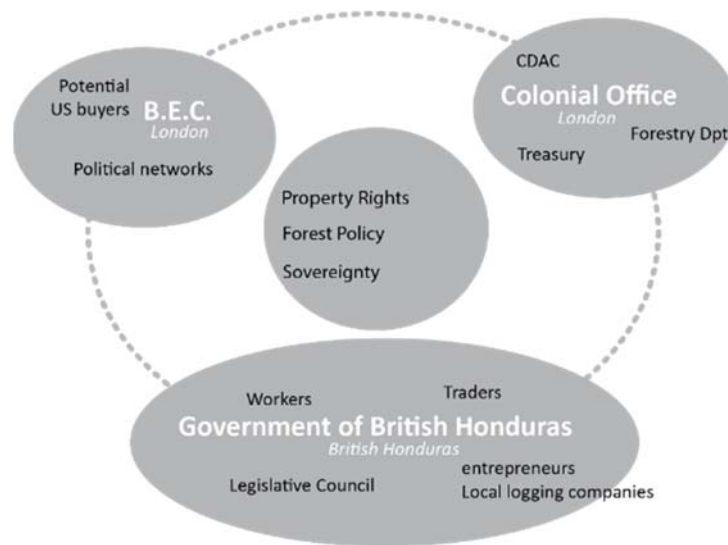 Potential
US buyers
B.E.C.
London
Political networks
CDAC
Colonial Office
London
Forestry Dpt
Treasury
Property Rights
Forest Policy
Sovereignty
Workers
Traders
Government of British Honduras
British Honduras
Legislative Council
entrepreneurs
Local logging companies